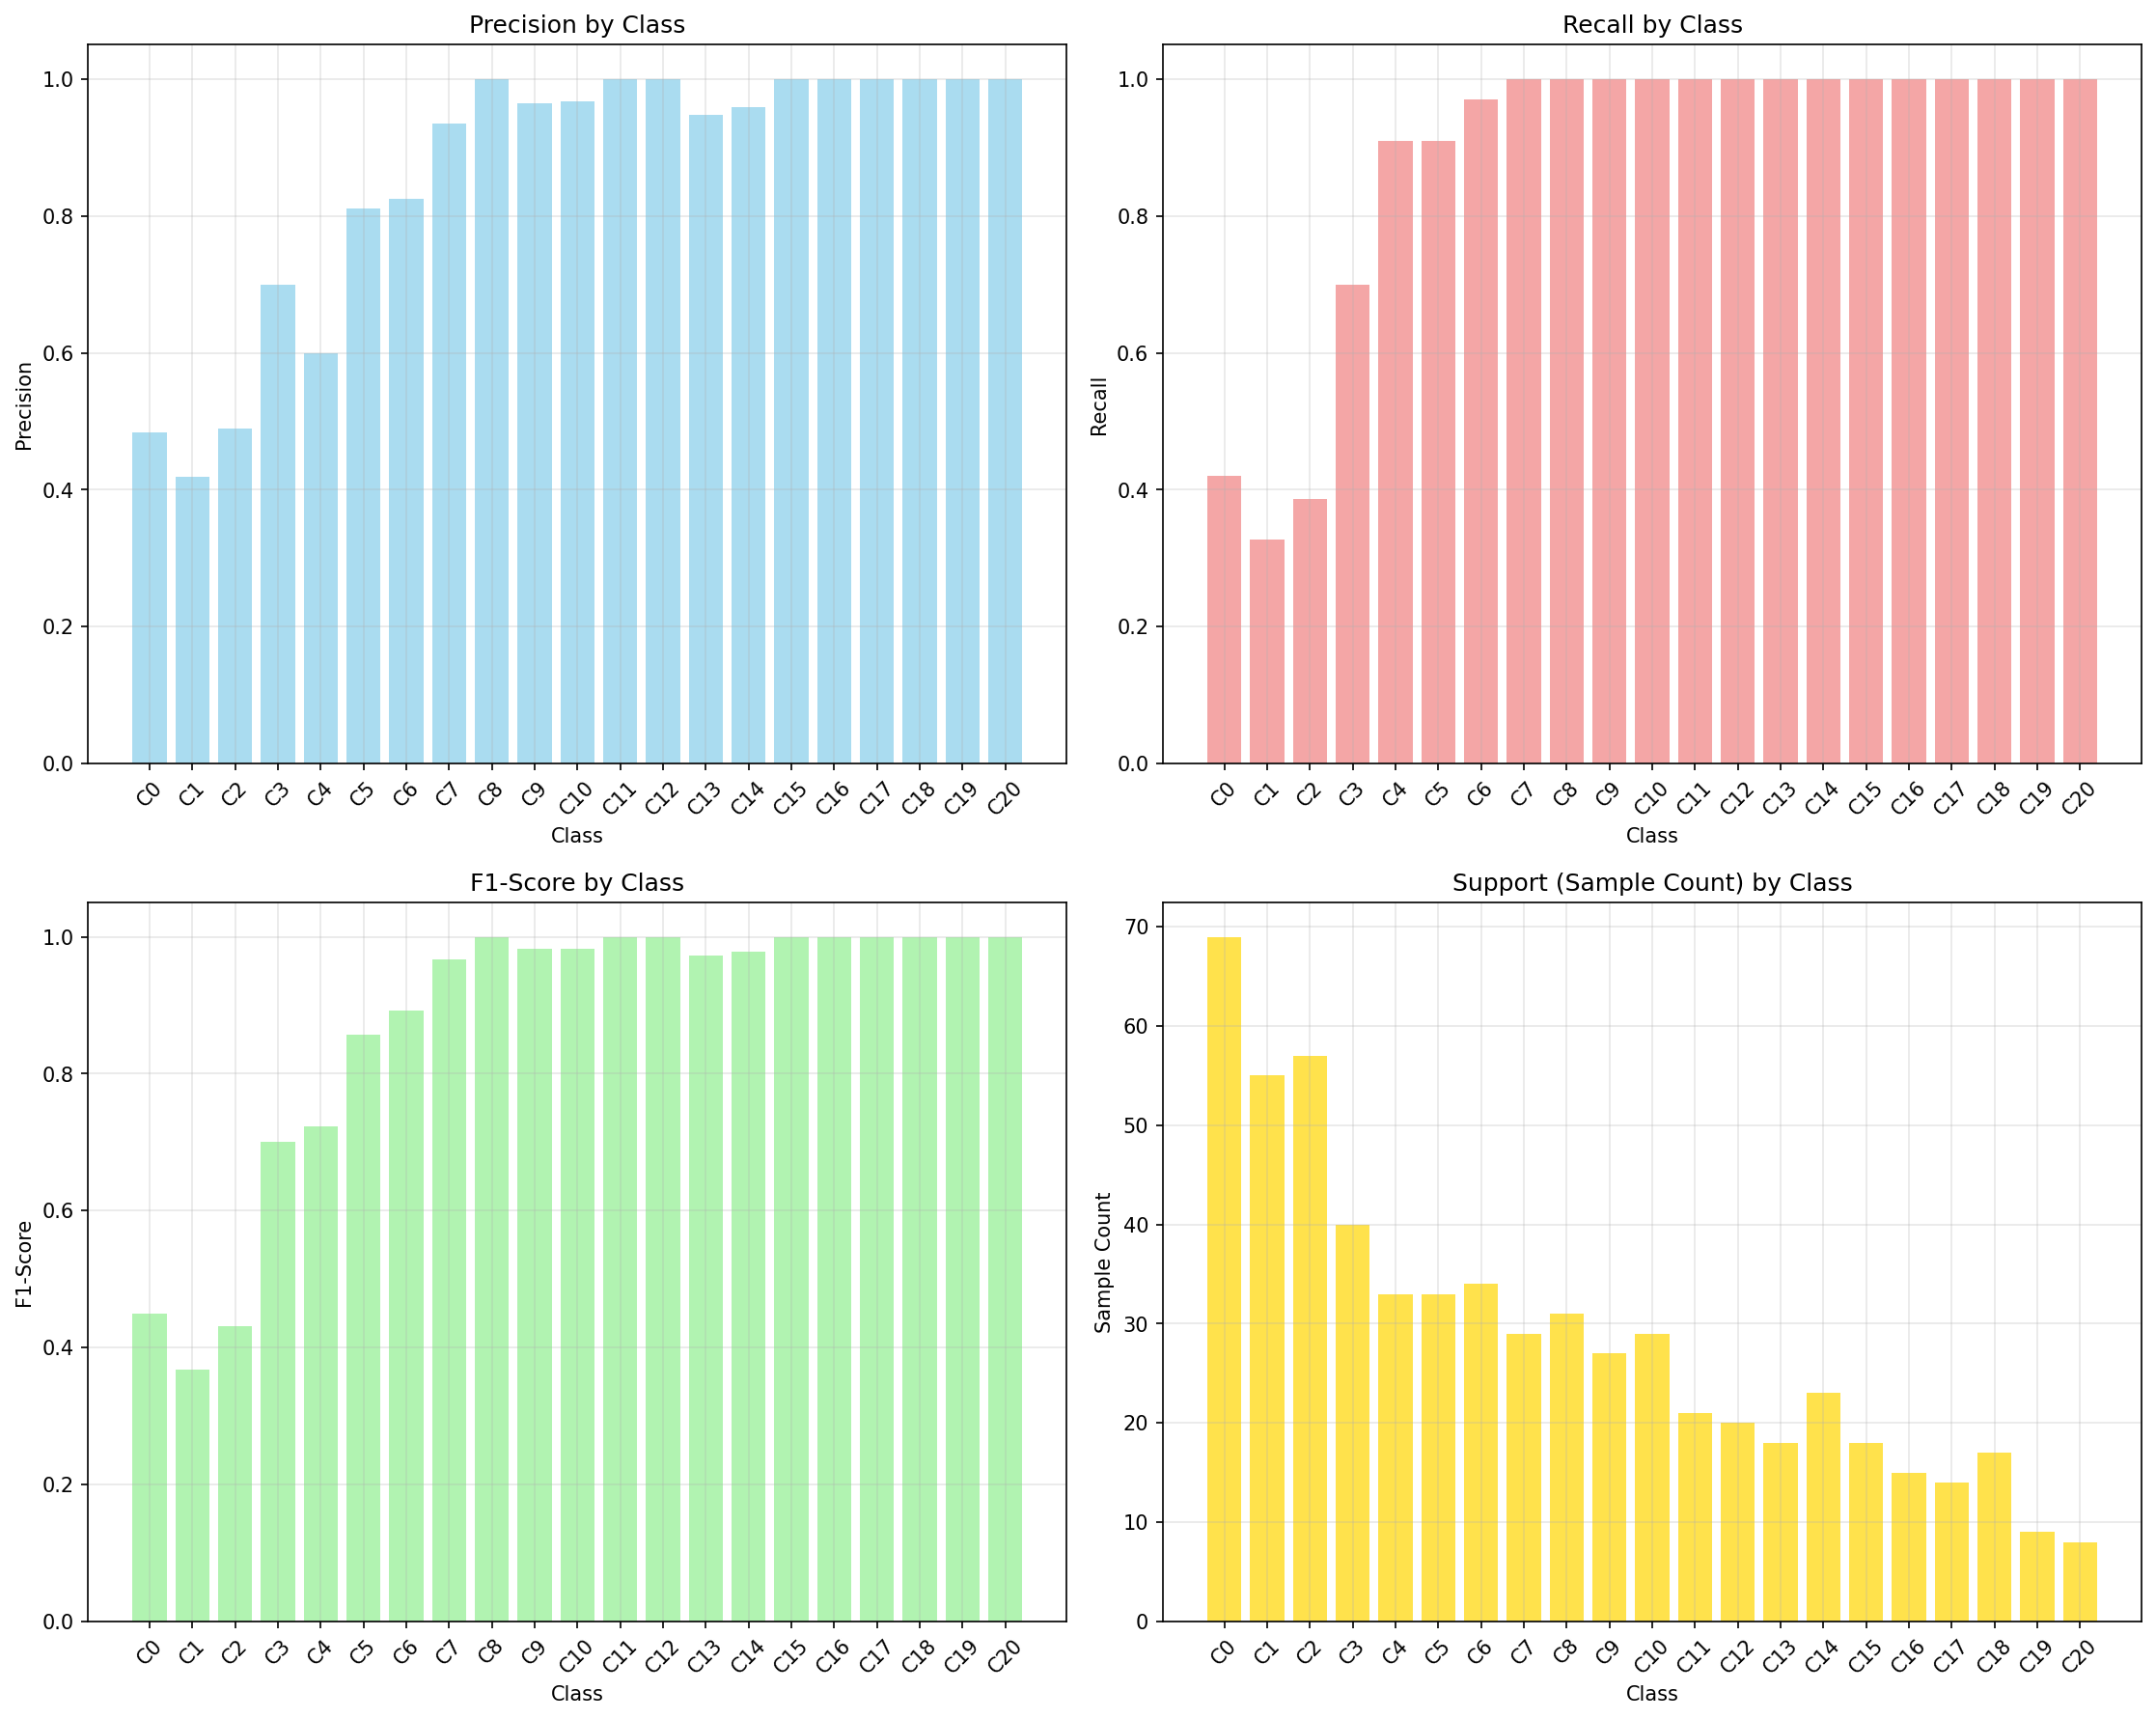 Precision by Class
Precision
1.0
0.8
0.6
0.4
0.2
0.0
C0 C1 C2 C3 C4 C5 C6 C7 C8 C9 C10 C11 C12 C13 C14 C15 C16 C17 C18 C19 C20
Class
Recall by Class
Recall
1.0
0.8
0.6
0.4
0.2
0.0
C0 C1 C2 C3 C4 C5 C6 C7 C8 C9 C10 C11 C12 C13 C14 C15 C16 C17 C18 C19 C20
Class
F1-Score by Class
F1-Score
1.0
0.8
0.6
0.4
0.2
0.0
C0 C1 C2 C3 C4 C5 C6 C7 C8 C9 C10 C11 C12 C13 C14 C15 C16 C17 C18 C19 C20
Class
Support (Sample Count) by Class
Sample Count
70
60
50
40
30
20
10
0
C0 C1 C2 C3 C4 C5 C6 C7 C8 C9 C10 C11 C12 C13 C14 C15 C16 C17 C18 C19 C20
Class